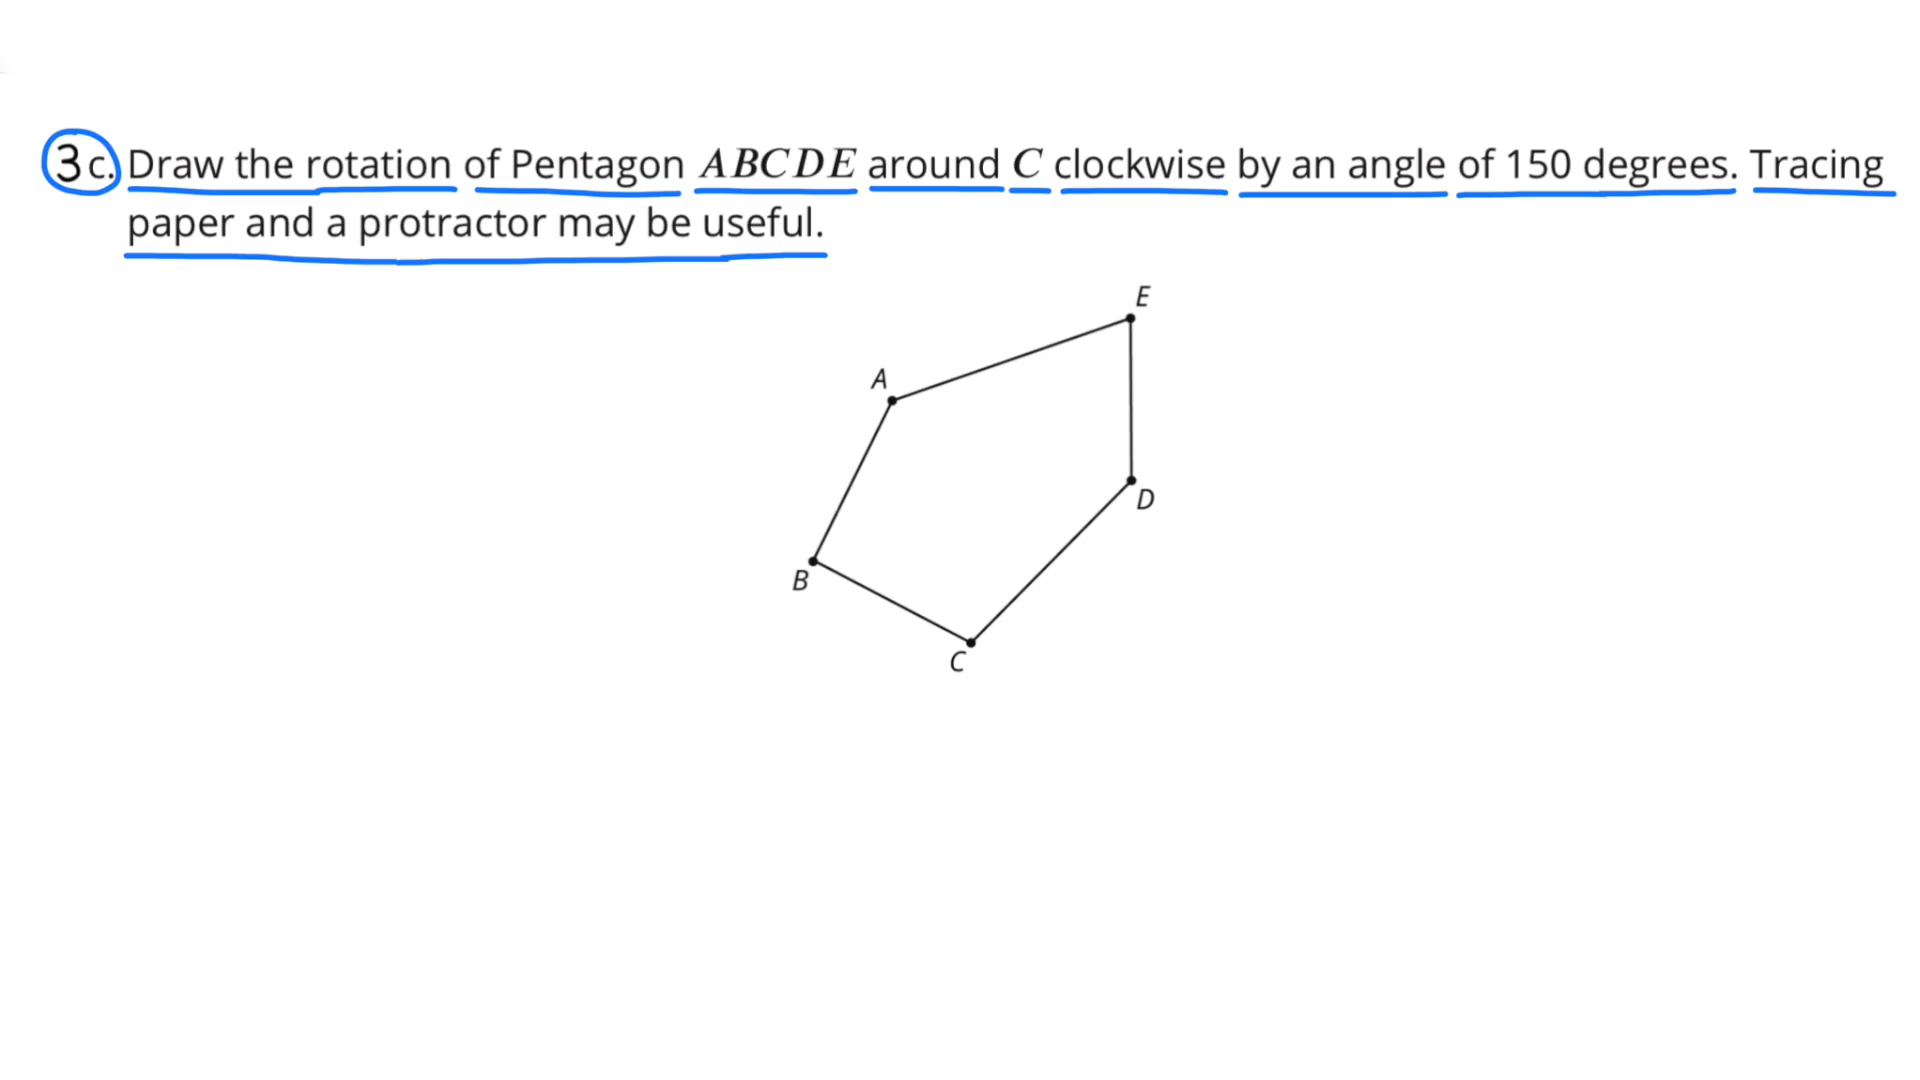 3c. Draw the rotation of Pentagon ABCDE around C clockwise by an angle of 150 degrees. Tracing
paper and a protractor may be useful.
E
A
D
B
C